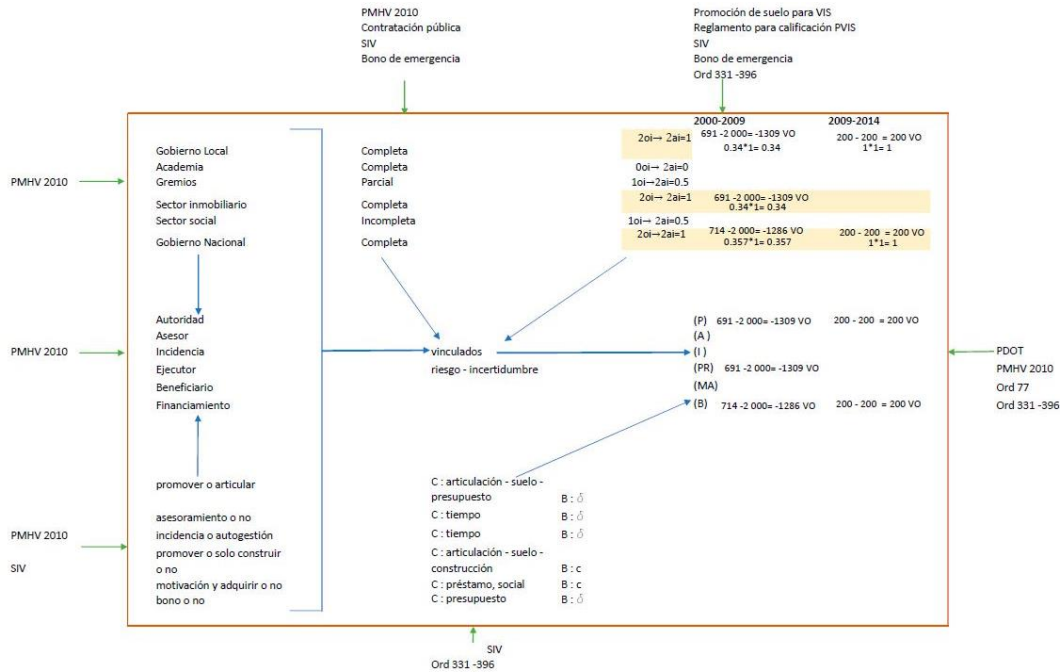 PMHV 2010
Contratación pública
SIV
Bono de emergencia
Promoción de suelo para VIS
Reglamento para calificación PVIS
SIV
Bono de emergencia
Ord 331 -396
2000-2009 2009-2014
Gobierno Local Completa 2oi→ 2ai=1 691 -2 000= -1309 VO 200 - 200 = 200 VO
0.34*1= 0.34 1*1= 1
Academia Completa 0oi→ 2ai=0
PMHV 2010
Gremios Parcial 1oi→2ai=0.5
Sector inmobiliario Completa 2oi→ 2ai=1 691 -2 000= -1309 VO
0.34*1= 0.34
Sector social Incompleta 1oi→ 2ai=0.5
Gobierno Nacional Completa 2oi→2ai=1 714 -2 000= -1286 VO 200 - 200 = 200 VO
0.357*1= 0.357 1*1= 1
Autoridad (P) 691 -2 000= -1309 VO 200 - 200 = 200 VO
Asesor (A )
PMHV 2010 Incidencia vinculados (I ) PDOT
Ejecutor riesgo - incertidumbre (PR) 691 -2 000= -1309 VO PMHV 2010
Beneficiario (MA) Ord 77
Financiamiento (B) 714 -2 000= -1286 VO 200 - 200 = 200 VO Ord 331 -396
promover o articular C : articulación - suelo -
presupuesto B : δ
asesoramiento o no C : tiempo B : δ
PMHV 2010 incidencia o autogestión C : tiempo B : δ
promover o solo construir C : articulación - suelo -
SIV o no construcción B : c
motivación y adquirir o no C : préstamo, social B : c
bono o no C : presupuesto B : δ
SIV
Ord 331 -396